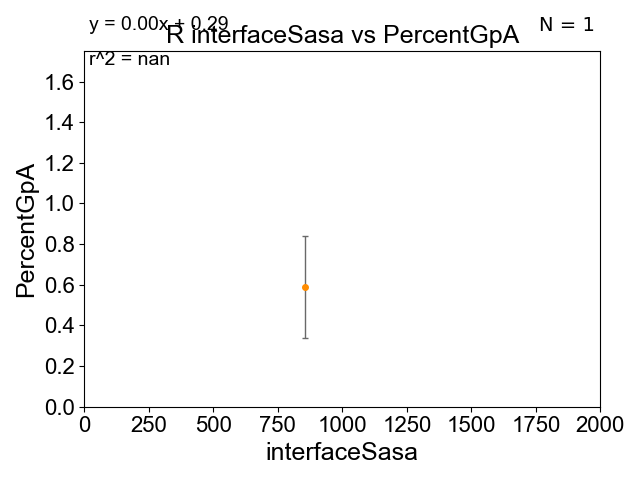 y = 0.00x + 0.29
N = 1
R interfaceSasa vs PercentGpA
r^2 = nan
1.6
1.4
1.2
1.0
0.8
0.6
0.4
0.2
0.0
PercentGpA
0 250 500 750 1000 1250 1500 1750 2000
interfaceSasa